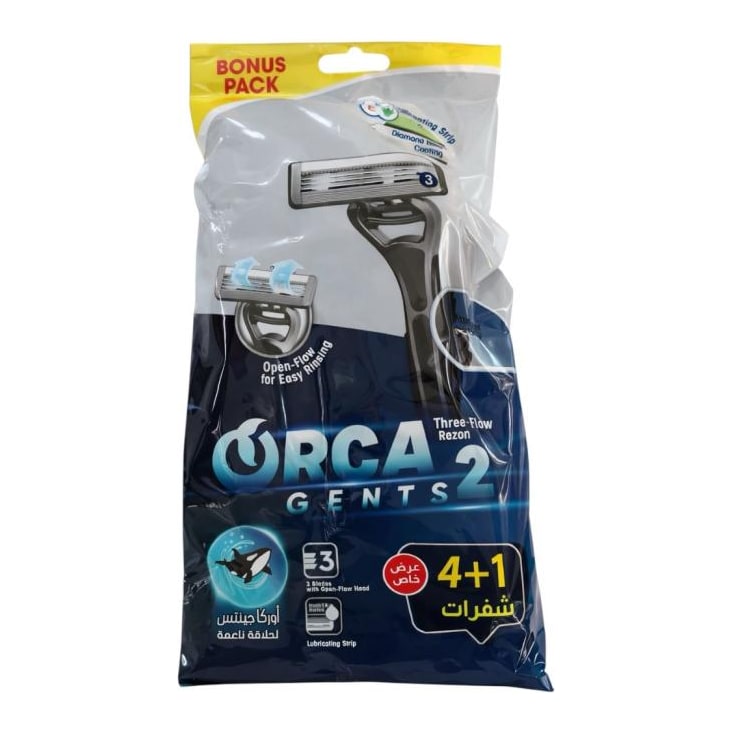 BONUS
PACK
Lubricating Strip
Coating
3
Open-Flow
for Easy Rinsing
ORCA
Three-Flow
Rezon
GENTS 2
3
3 Blades
with Open-Flow Head
Lubricating Strip
أوركا جينتس
لحلاقة ناعمة
عرض
خاص
4+1
شفرات